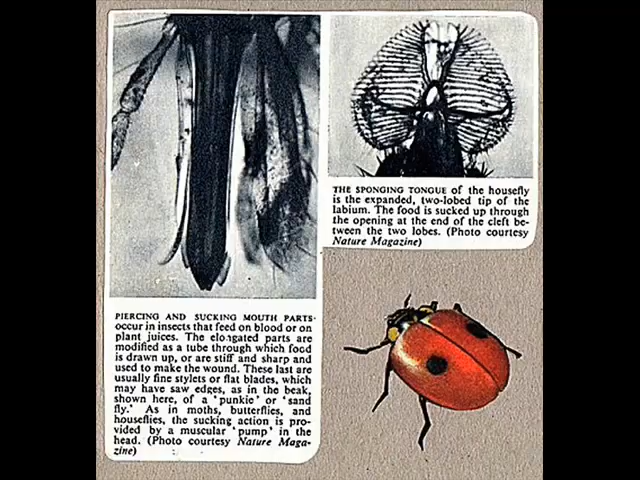 PIERCING AND SUCKING MOUTH PARTS
occur in insects that feed on blood or on
plant juices. The elongated parts are
modified as a tube through which food
is drawn up, or are stiff and sharp and
used to make the wound. These last are
usually fine stylets or flat blades, which
may have saw edges, as in the beak,
shown here, of a 'punkie' or 'sand
fly.' As in moths, butterflies, and
houseflies, the sucking action is pro-
vided by a muscular 'pump' in the
head. (Photo courtesy Nature Maga-
zine)
THE SPONGING TONGUE of the housefly
is the expanded, two-lobed tip of the
labium. The food is sucked up through
the opening at the end of the cleft be-
tween the two lobes. (Photo courtesy
Nature Magazine)